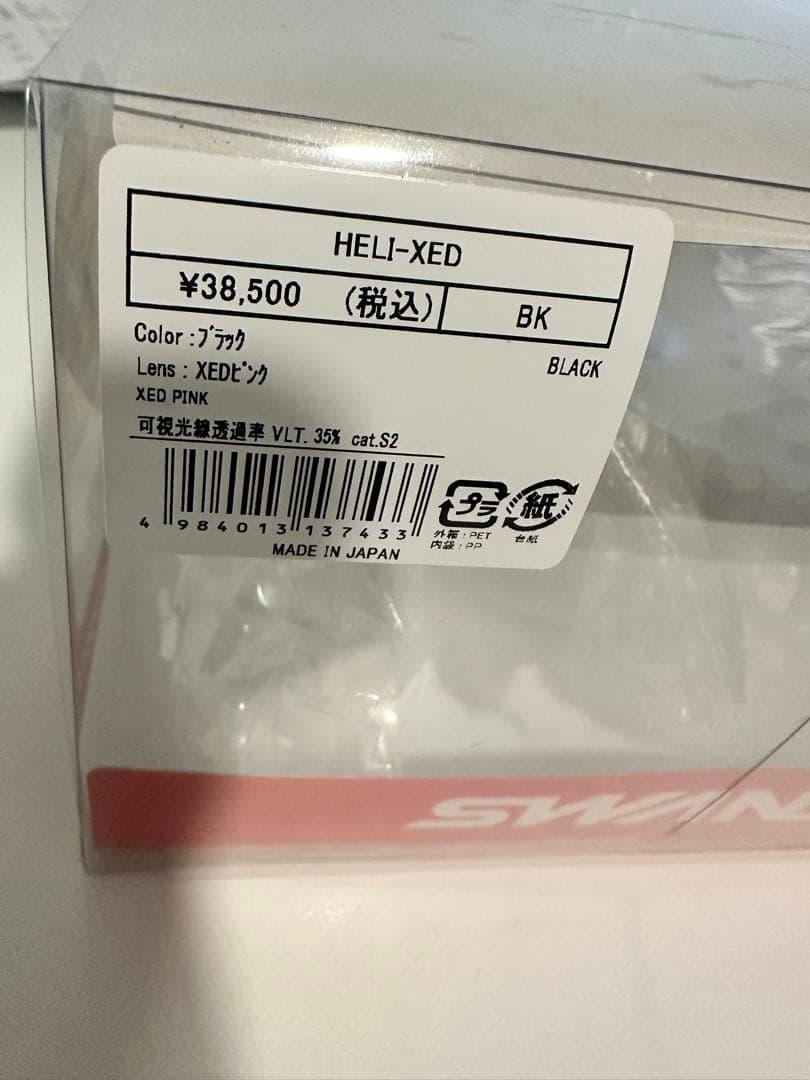 HELI-XED
¥38,500 (税込) BK
Color :ブラック BLACK
Lens : XEDピンク
XED PINK
可視光線透過率 VLT. 35% cat.S2
4 984013 137433
プラ 紙
外箱 : PET
内袋 : PP
台紙
MADE IN JAPAN
SWAN